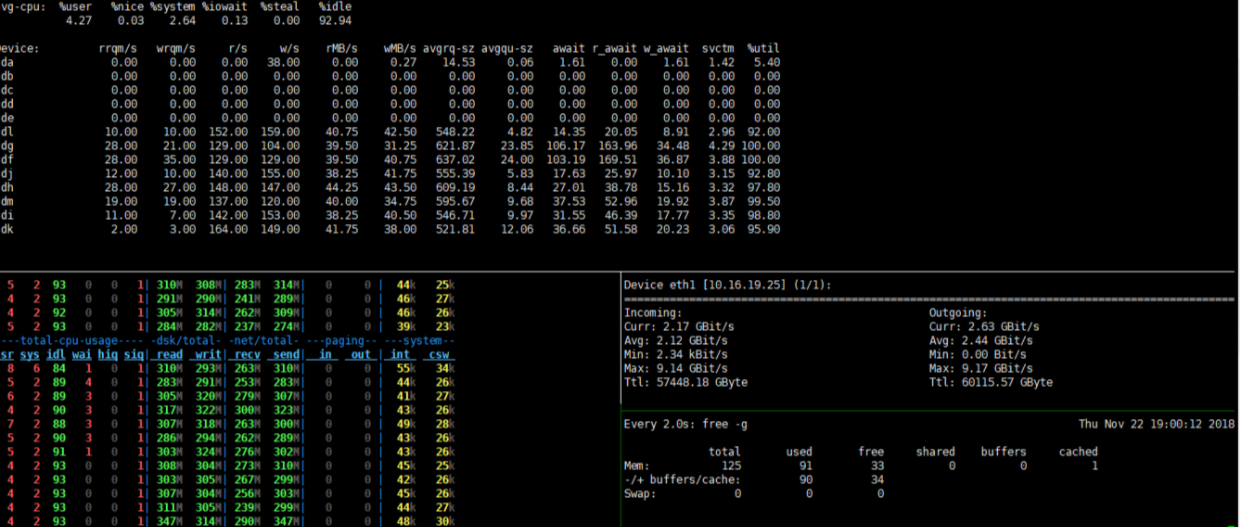 vg-cpu: %user %nice %system %iowait %steal %idle
4.27 0.03 2.64 0.13 0.00 92.94
evice: rrqm/s wrqm/s r/s w/s rMB/s wMB/s avgrq-sz avgqu-sz await r_await w_await svctm %util
da 0.00 0.00 0.00 38.00 0.00 0.27 14.53 0.06 1.61 0.00 1.61 1.42 5.40
db 0.00 0.00 0.00 0.00 0.00 0.00 0.00 0.00 0.00 0.00 0.00 0.00 0.00
dc 0.00 0.00 0.00 0.00 0.00 0.00 0.00 0.00 0.00 0.00 0.00 0.00 0.00
dd 0.00 0.00 0.00 0.00 0.00 0.00 0.00 0.00 0.00 0.00 0.00 0.00 0.00
de 0.00 0.00 0.00 0.00 0.00 0.00 0.00 0.00 0.00 0.00 0.00 0.00 0.00
dl 10.00 10.00 152.00 159.00 40.75 42.50 548.22 4.82 14.35 20.05 8.91 2.96 92.00
dg 28.00 21.00 129.00 104.00 39.50 31.25 621.87 23.85 106.17 163.96 34.48 4.29 100.00
df 28.00 35.00 129.00 129.00 39.50 40.75 637.02 24.00 103.19 169.51 36.87 3.88 100.00
dj 12.00 10.00 140.00 155.00 38.25 41.75 555.39 5.83 17.63 25.97 10.10 3.15 92.80
dh 28.00 27.00 148.00 147.00 44.25 43.50 609.19 8.44 27.01 38.78 15.16 3.32 97.80
dm 19.00 19.00 137.00 120.00 40.00 34.75 595.67 9.68 37.53 52.96 19.92 3.87 99.50
di 11.00 7.00 142.00 153.00 38.25 40.50 546.71 9.97 31.55 46.39 17.77 3.35 98.80
dk 2.00 3.00 164.00 149.00 41.75 38.00 521.81 12.06 36.66 51.58 20.23 3.06 95.90
5 2 93 0 0 1| 310M 308M| 283M 314M| 0 0 | 44k 25k
4 2 93 0 0 1| 291M 290M| 241M 289M| 0 0 | 46k 27k
4 2 92 0 0 1| 305M 314M| 262M 309M| 0 0 | 46k 26k
5 2 93 0 0 1| 284M 282M| 237M 274M| 0 0 | 39k 23k
---total-cpu-usage---- -dsk/total- -net/total- ---paging-- ---system--
sr sys idl wai hiq siq| read writ| recv send| in out | int csw
8 6 84 1 0 1| 310M 293M| 263M 310M| 0 0 | 55k 34k
5 2 89 4 0 1| 283M 291M| 253M 283M| 0 0 | 44k 26k
6 2 89 3 0 1| 305M 320M| 279M 307M| 0 0 | 41k 27k
4 2 90 3 0 1| 317M 322M| 300M 323M| 0 0 | 43k 26k
7 2 88 3 0 1| 307M 318M| 263M 300M| 0 0 | 49k 28k
5 2 90 3 0 1| 286M 294M| 262M 289M| 0 0 | 43k 26k
5 2 91 1 0 1| 303M 324M| 276M 302M| 0 0 | 43k 26k
4 2 93 0 0 1| 308M 304M| 273M 310M| 0 0 | 45k 25k
4 2 93 0 0 1| 303M 305M| 267M 299M| 0 0 | 42k 26k
4 2 93 0 0 1| 307M 304M| 256M 303M| 0 0 | 45k 26k
4 2 93 0 0 1| 311M 305M| 239M 299M| 0 0 | 44k 27k
4 2 93 0 0 1| 347M 314M| 290M 347M| 0 0 | 48k 30k
Device eth1 [10.16.19.25] (1/1):
Incoming: Outgoing:
Curr: 2.17 GBit/s Curr: 2.63 GBit/s
Avg: 2.12 GBit/s Avg: 2.44 GBit/s
Min: 2.34 kBit/s Min: 0.00 Bit/s
Max: 9.14 GBit/s Max: 9.17 GBit/s
Ttl: 57448.18 GByte Ttl: 60115.57 GByte
Every 2.0s: free -g Thu Nov 22 19:00:12 2018
total used free shared buffers cached
Mem: 125 91 33 0 0 1
-/+ buffers/cache: 90 34
Swap: 0 0 0